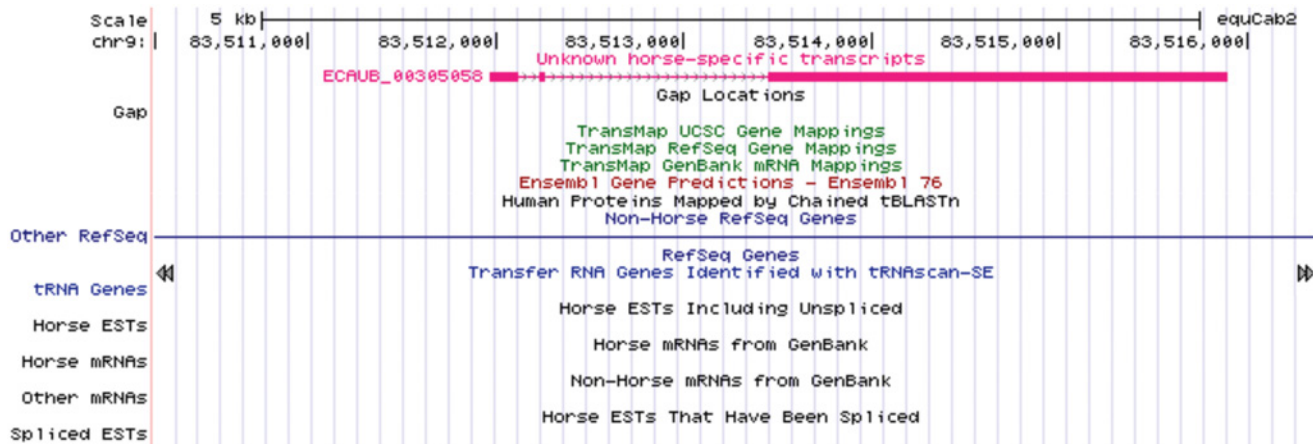 Scale 5 kb equCab2
chr9: 83,511,000 83,512,000 83,513,000 83,514,000 83,515,000 83,516,000
Unknown horse-specific transcripts
ECAUB_00305058
Gap Locations
Gap
TransMap UCSC Gene Mappings
TransMap RefSeq Gene Mappings
TransMap GenBank mRNA Mappings
Ensembl Gene Predictions - Ensembl 76
Human Proteins Mapped by Chained tBLASTn
Non-Horse RefSeq Genes
Other RefSeq
RefSeq Genes
Transfer RNA Genes Identified with tRNAscan-SE
tRNA Genes
Horse ESTs Including Unspliced
Horse ESTs
Horse mRNAs from GenBank
Horse mRNAs
Non-Horse mRNAs from GenBank
Other mRNAs
Horse ESTs That Have Been Spliced
Spliced ESTs